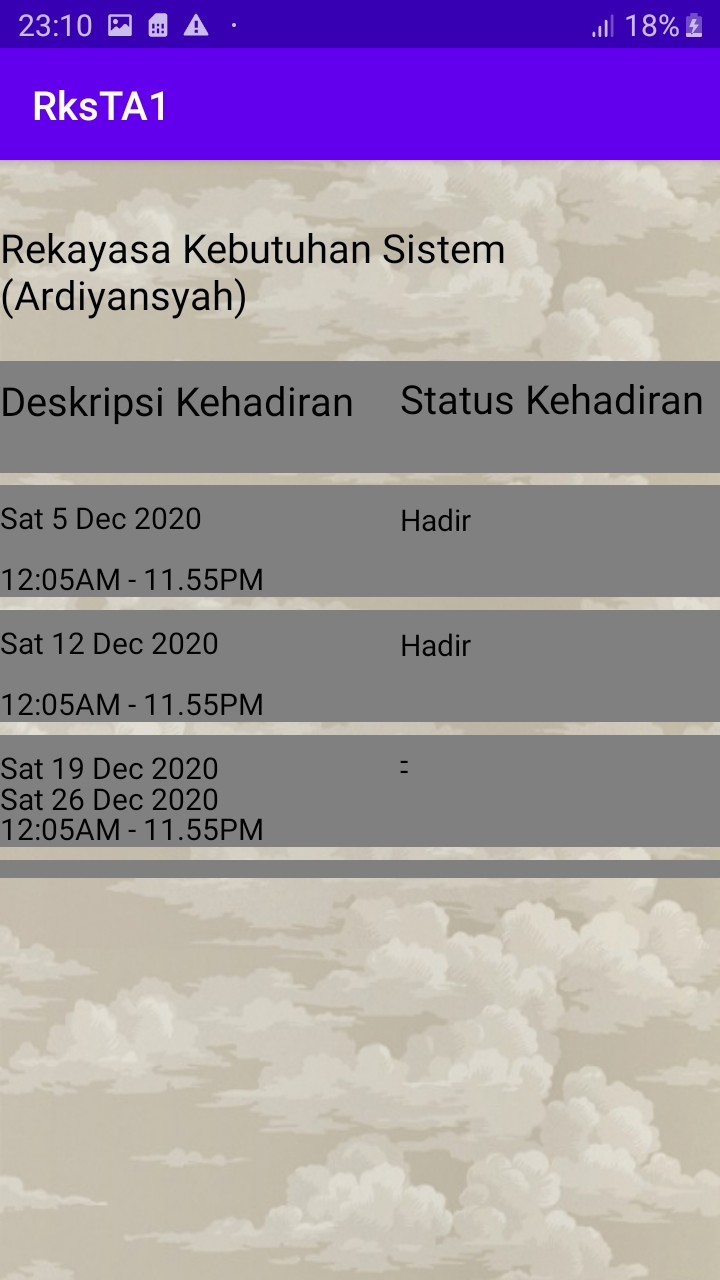 23:10 18%
RksTA1
Rekayasa Kebutuhan Sistem
(Ardiyansyah)
Deskripsi Kehadiran Status Kehadiran
Sat 5 Dec 2020 Hadir
12:05AM - 11.55PM
Sat 12 Dec 2020 Hadir
12:05AM - 11.55PM
Sat 19 Dec 2020 -
Sat 26 Dec 2020 -
12:05AM - 11.55PM